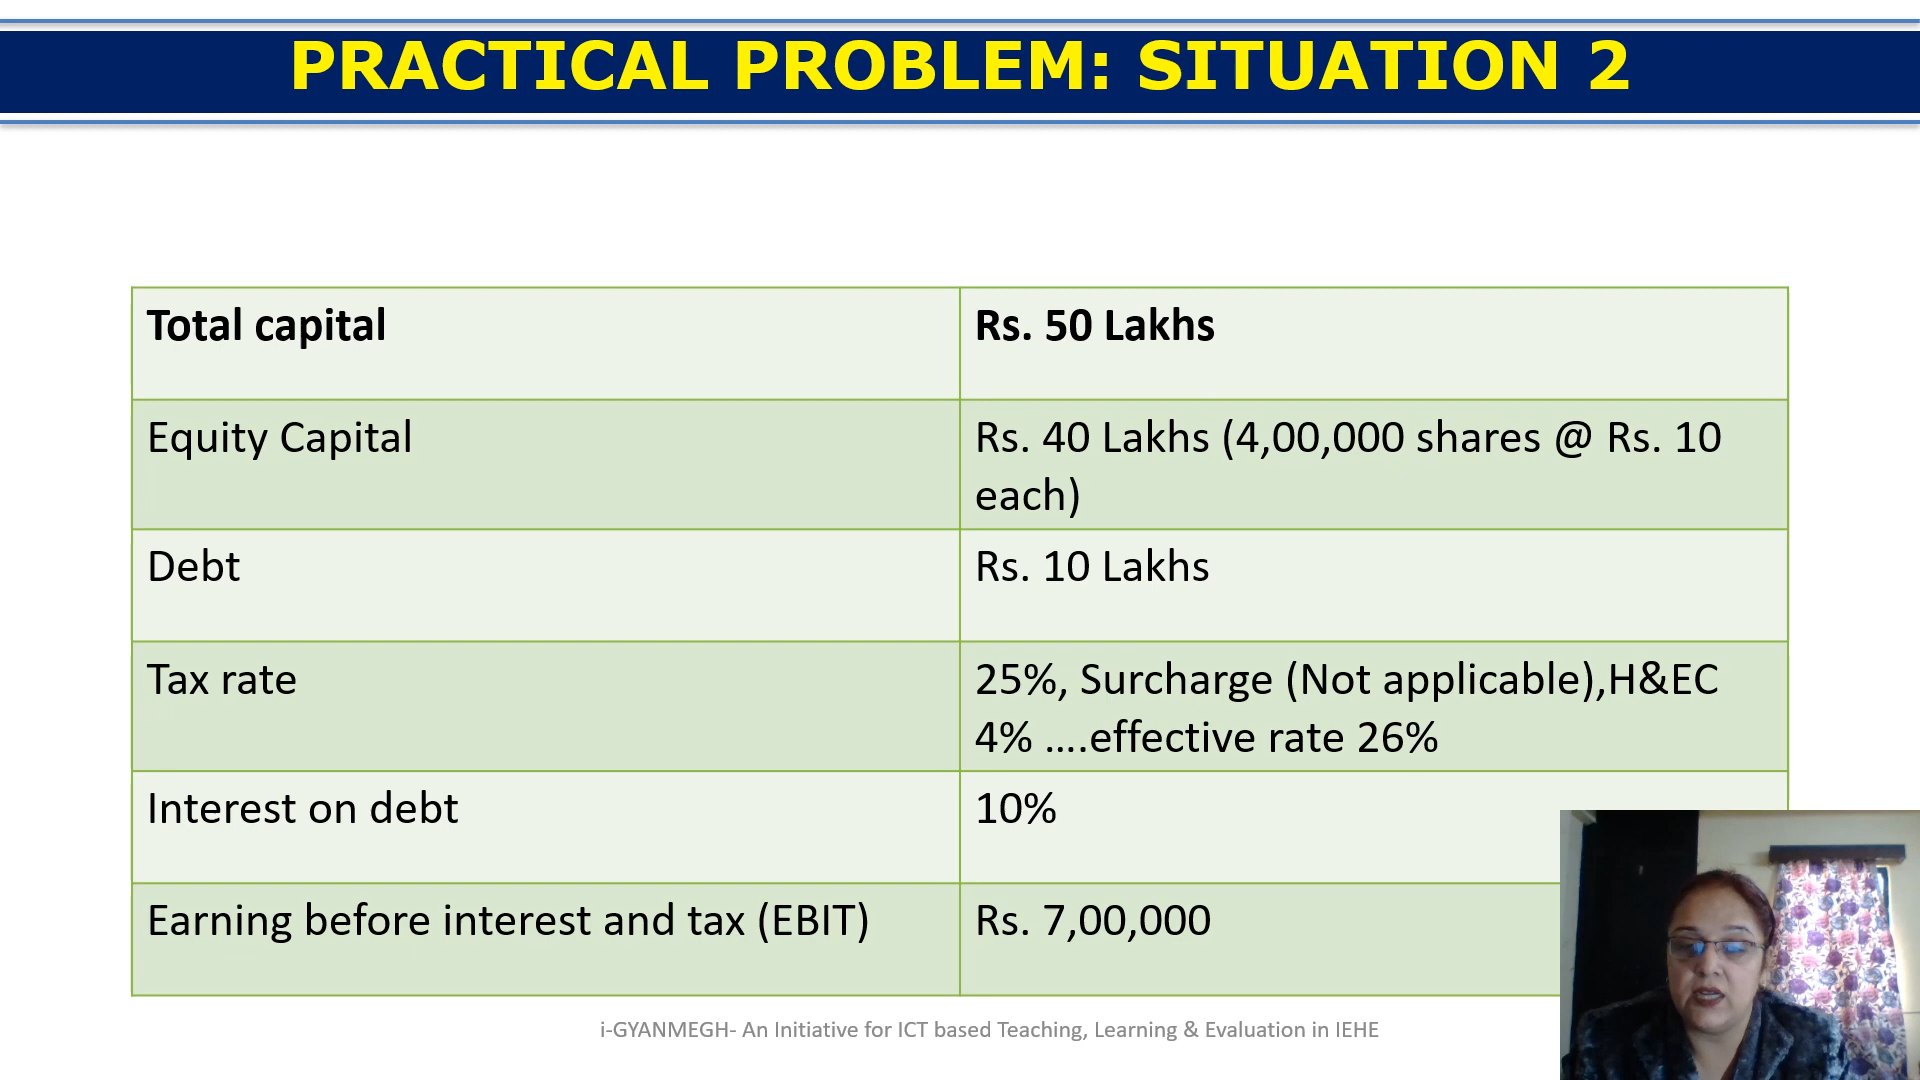 PRACTICAL PROBLEM: SITUATION 2
Total capital
Rs. 50 Lakhs
Equity Capital
Rs. 40 Lakhs (4,00,000 shares @ Rs. 10
each)
Debt
Rs. 10 Lakhs
Tax rate
25%, Surcharge (Not applicable),H&EC
4% ....effective rate 26%
Interest on debt
10%
Earning before interest and tax (EBIT)
Rs. 7,00,000
i-GYANMEGH- An Initiative for ICT based Teaching, Learning & Evaluation in IEHE